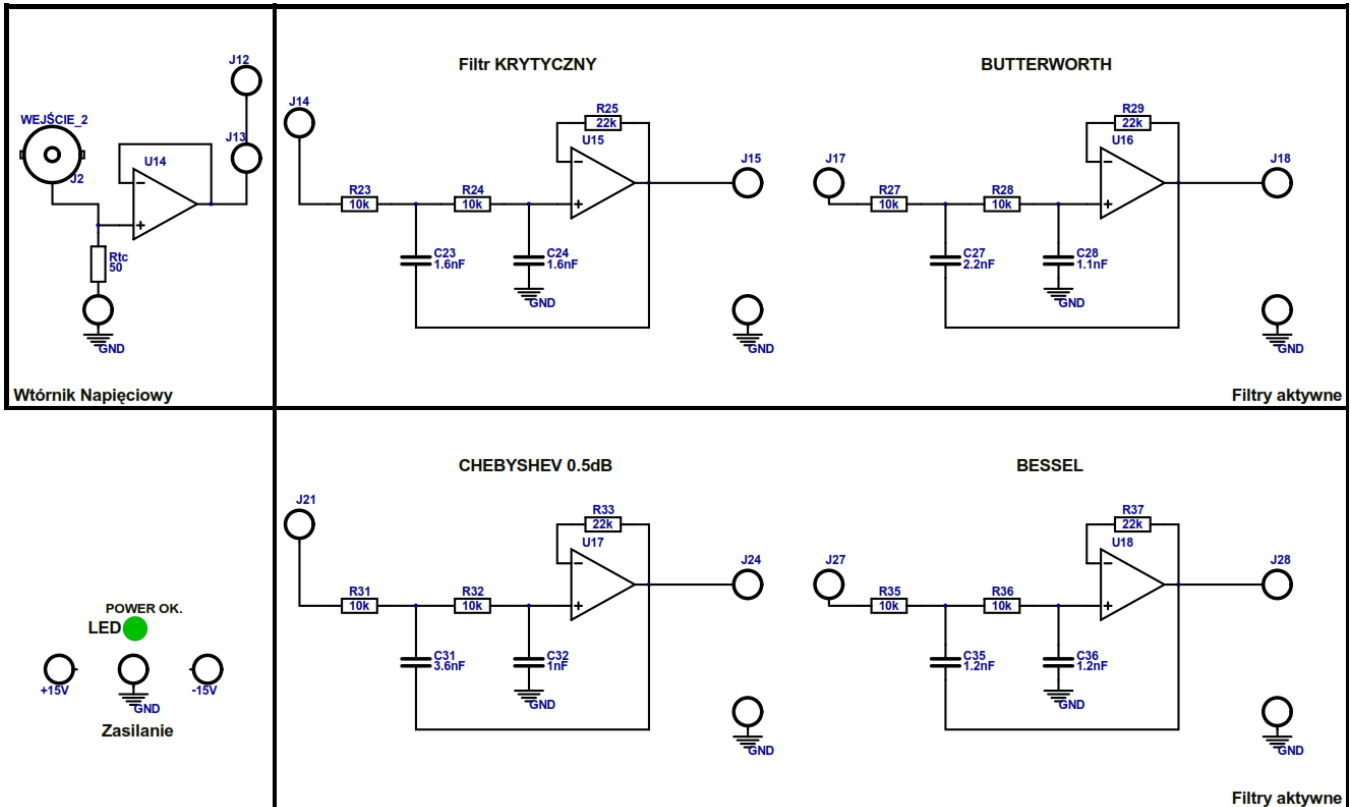 WEJŚCIE_2
J2
U14
J12
J13
Rtc
50
GND
Wtórnik Napięciowy
Filtr KRYTYCZNY
J14
R23
10k
R24
10k
R25
22k
U15
C23
1.6nF
C24
1.6nF
GND
J15
GND
BUTTERWORTH
J17
R27
10k
R28
10k
R29
22k
U16
C27
2.2nF
C28
1.1nF
GND
J18
GND
Filtry aktywne
POWER OK.
LED
+15V
GND
-15V
Zasilanie
CHEBYSHEV 0.5dB
J21
R31
10k
R32
10k
R33
22k
U17
C31
3.6nF
C32
1nF
GND
J24
GND
BESSEL
J27
R35
10k
R36
10k
R37
22k
U18
C35
1.2nF
C36
1.2nF
GND
J28
GND
Filtry aktywne